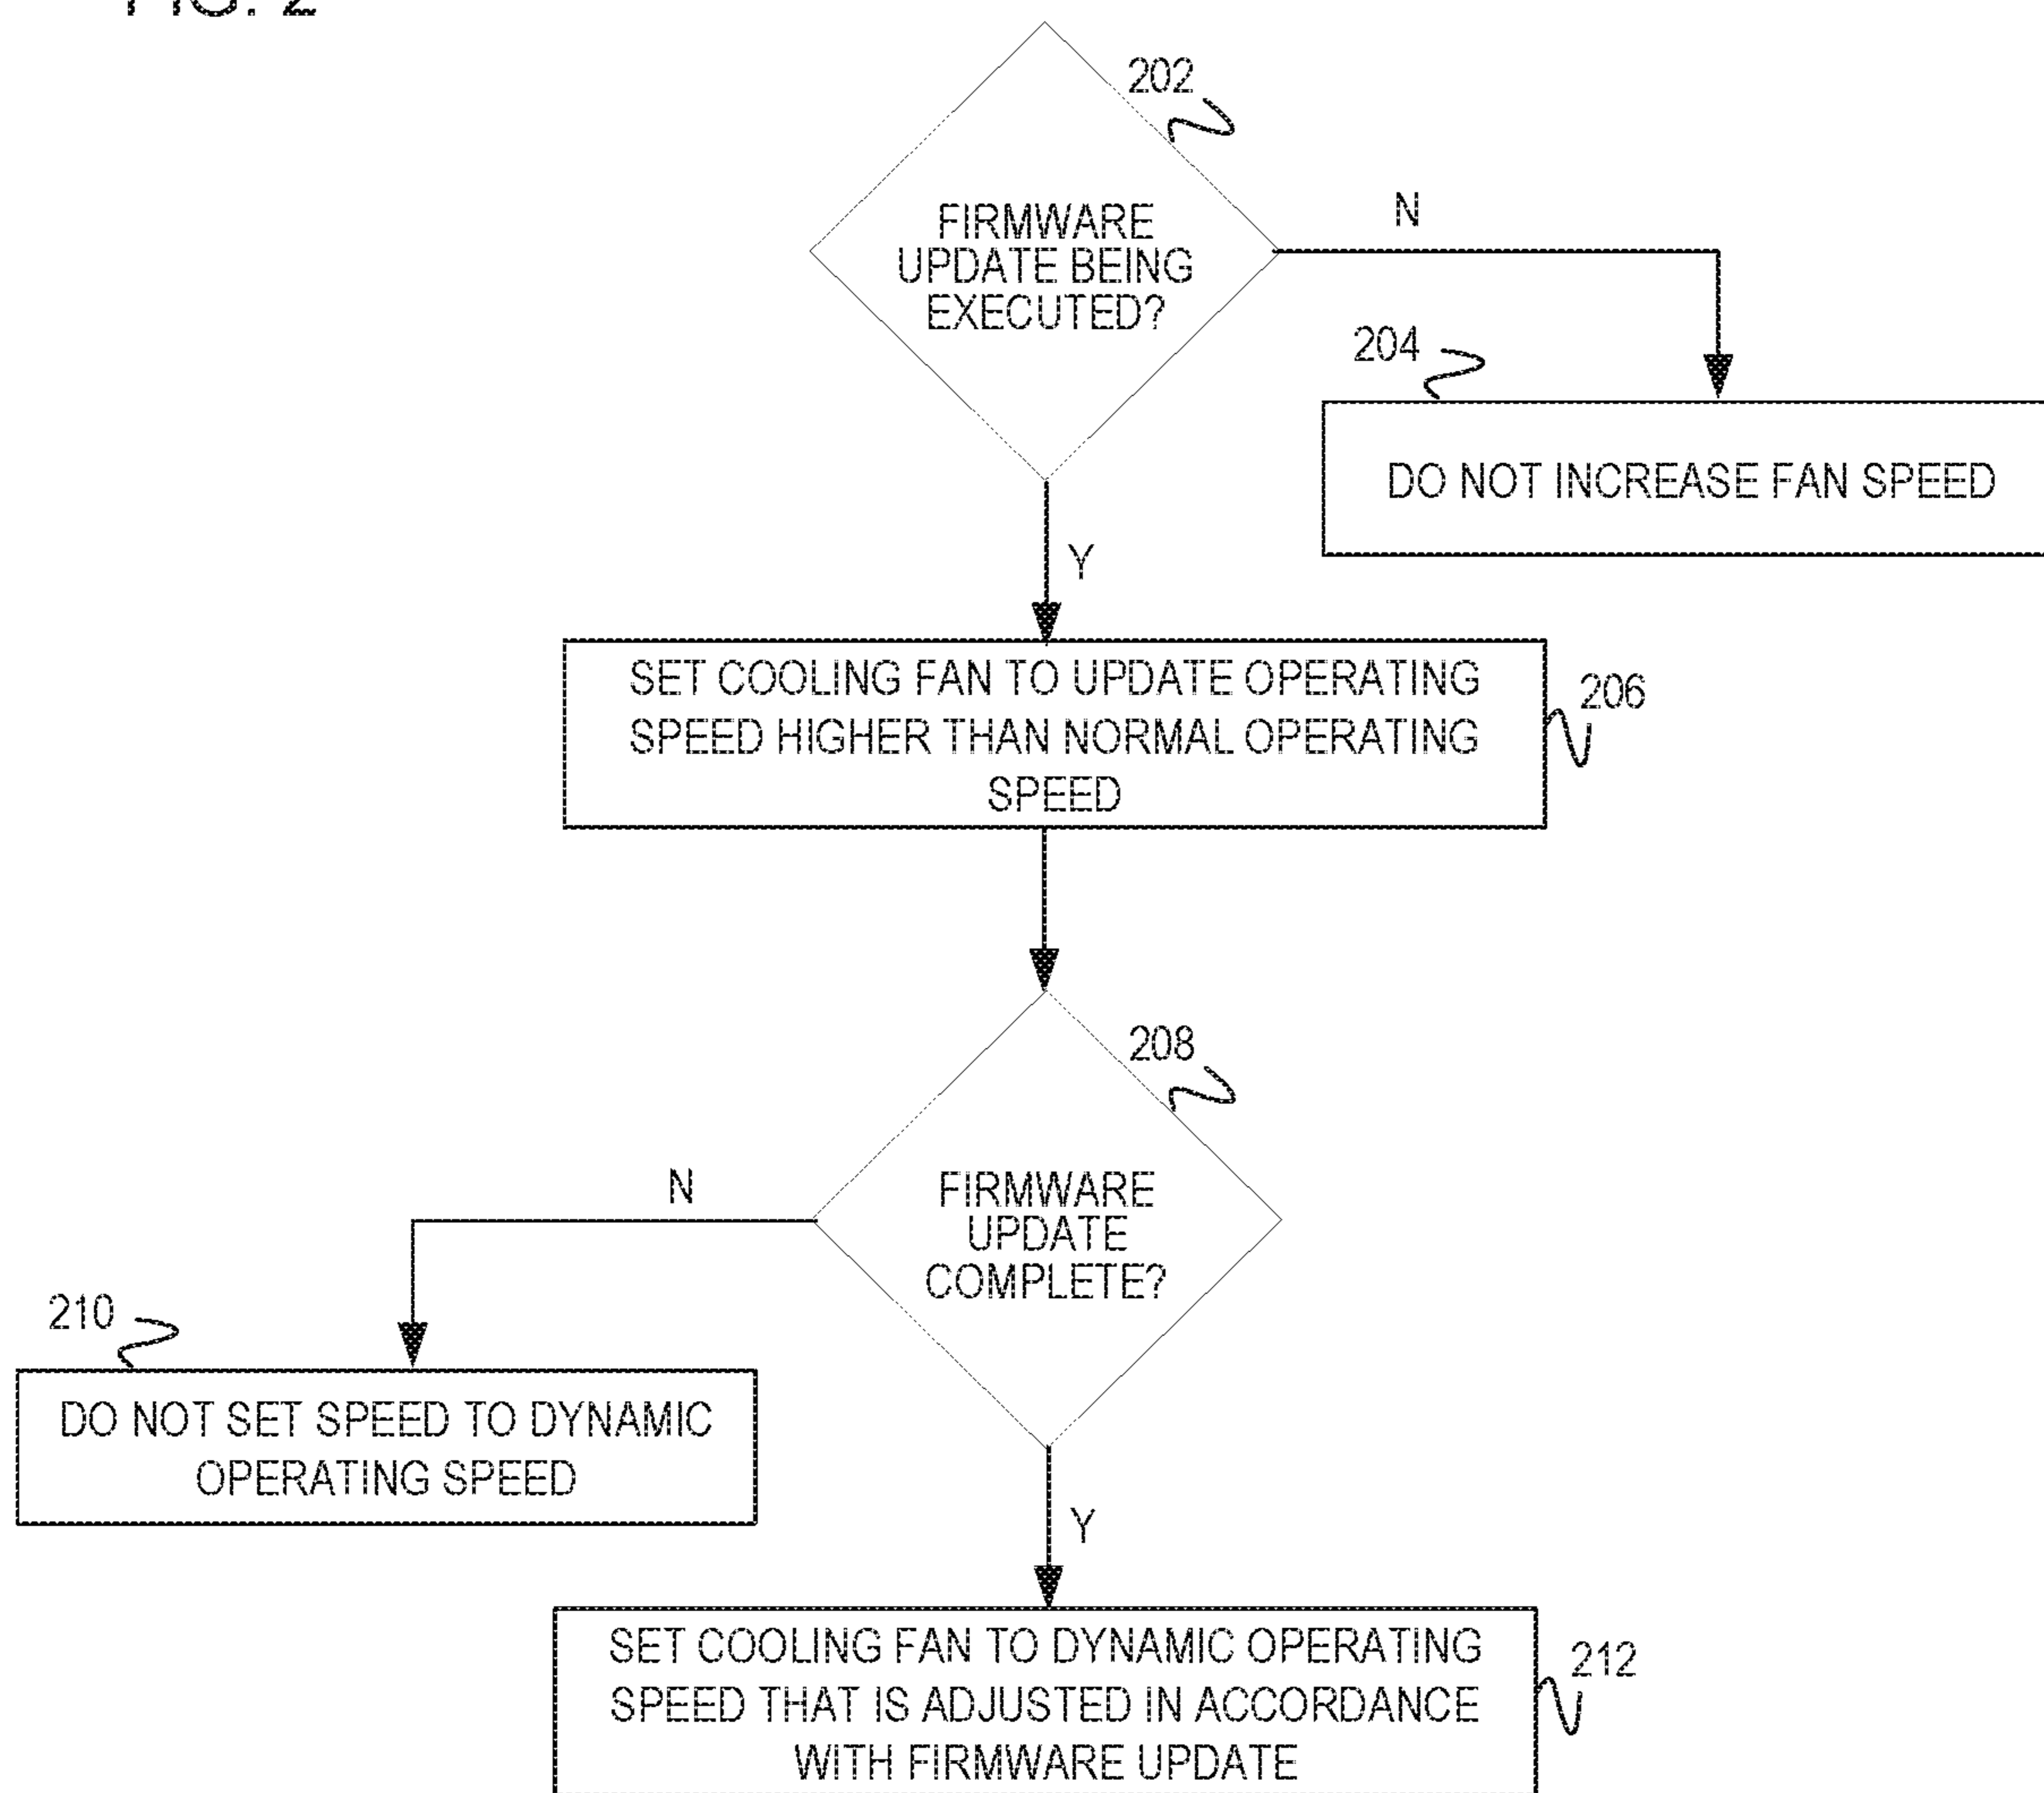 FIG. 2
202
FIRMWARE
UPDATE BEING
EXECUTED?
N
204
DO NOT INCREASE FAN SPEED
Y
SET COOLING FAN TO UPDATE OPERATING
SPEED HIGHER THAN NORMAL OPERATING
SPEED
206
208
FIRMWARE
UPDATE
COMPLETE?
N
210
DO NOT SET SPEED TO DYNAMIC
OPERATING SPEED
Y
SET COOLING FAN TO DYNAMIC OPERATING
SPEED THAT IS ADJUSTED IN ACCORDANCE
WITH FIRMWARE UPDATE
212